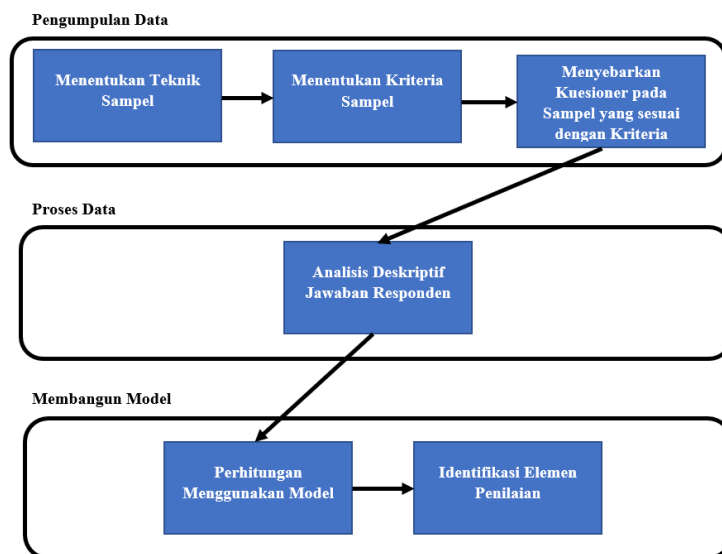 Pengumpulan Data
Menentukan Teknik
Sampel
Menentukan Kriteria
Sampel
Menyebarkan
Kuesioner pada
Sampel yang sesuai
dengan Kriteria
Proses Data
Analisis Deskriptif
Jawaban Responden
Membangun Model
Perhitungan
Menggunakan Model
Identifikasi Elemen
Penilaian